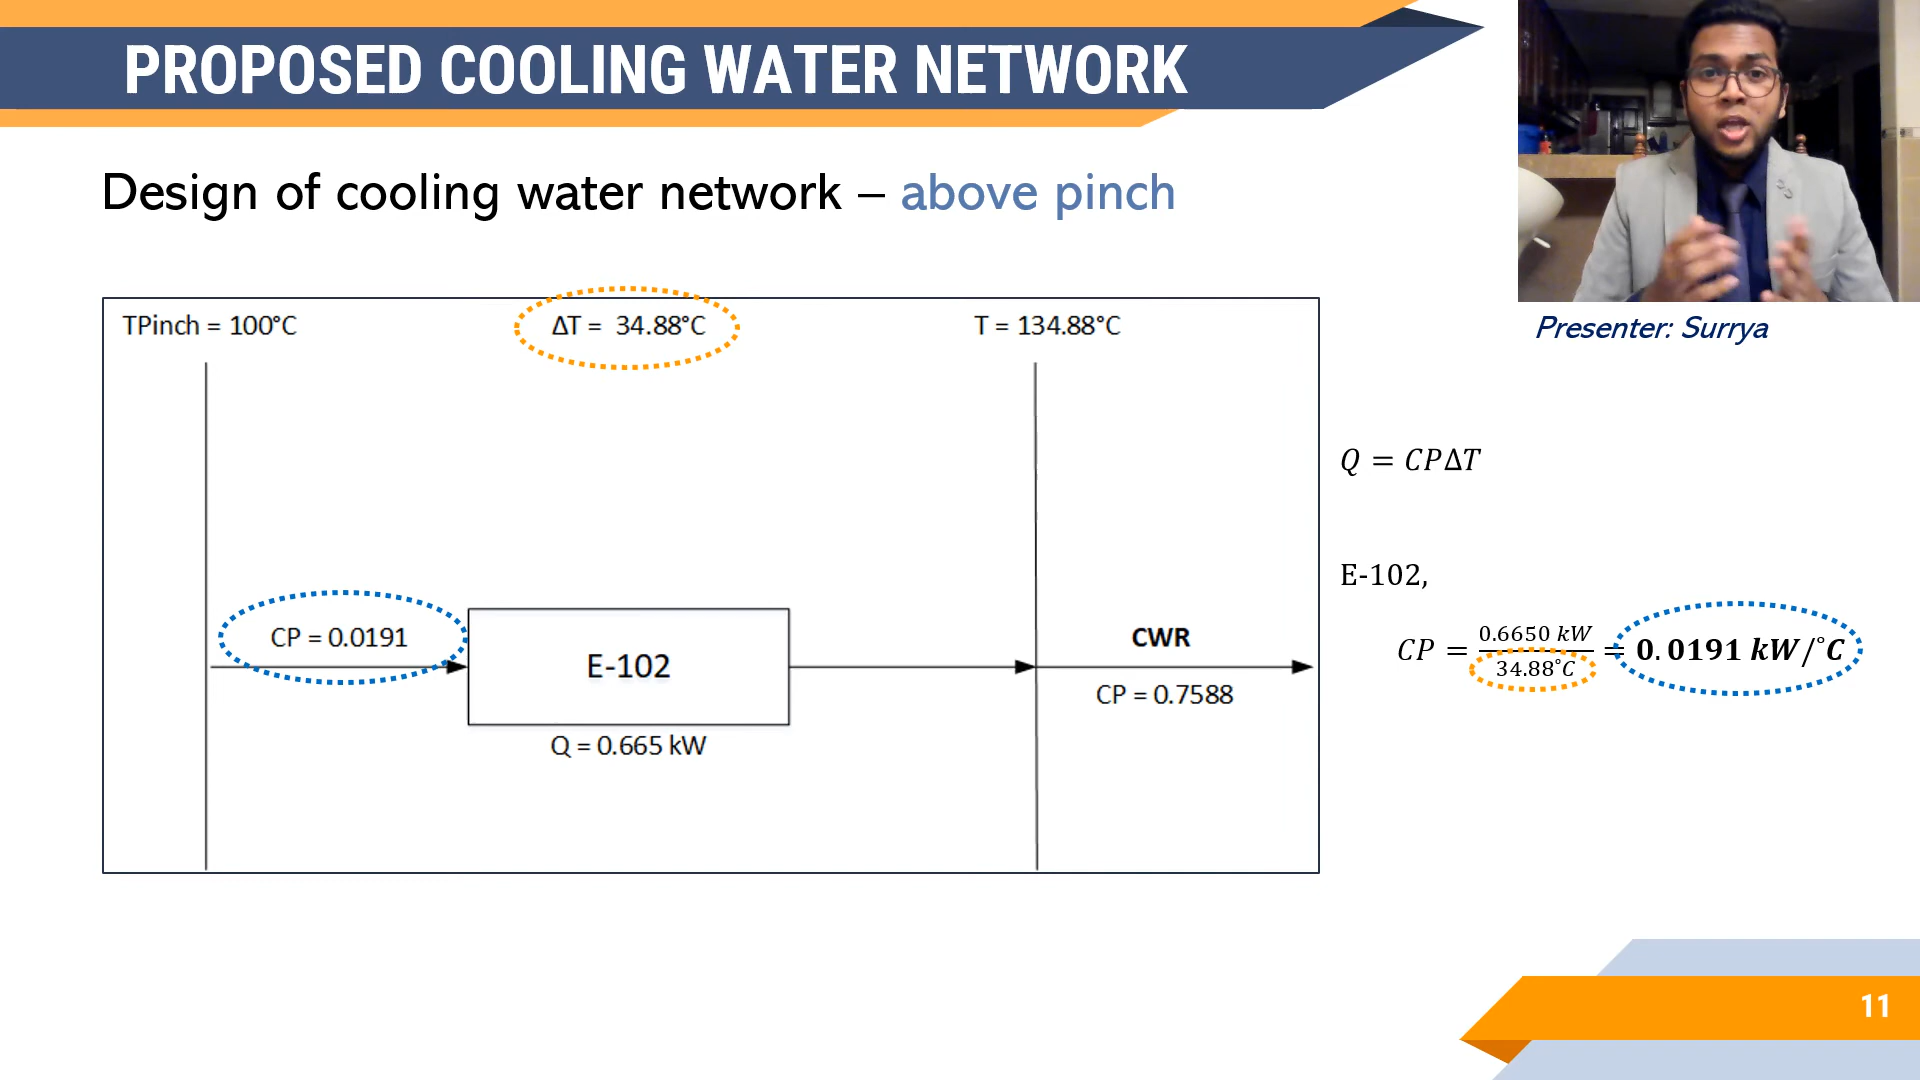 PROPOSED COOLING WATER NETWORK
Design of cooling water network – above pinch
Presenter: Surrya
TPinch = 100°C
ΔT = 34.88°C
T = 134.88°C
Q = CPΔT
E-102,
CP = 0.0191
E-102
CWR
CP = 0.7588
Q = 0.665 kW
CP = 0.6650 kW / 34.88°C = 0.0191 kW/°C
11